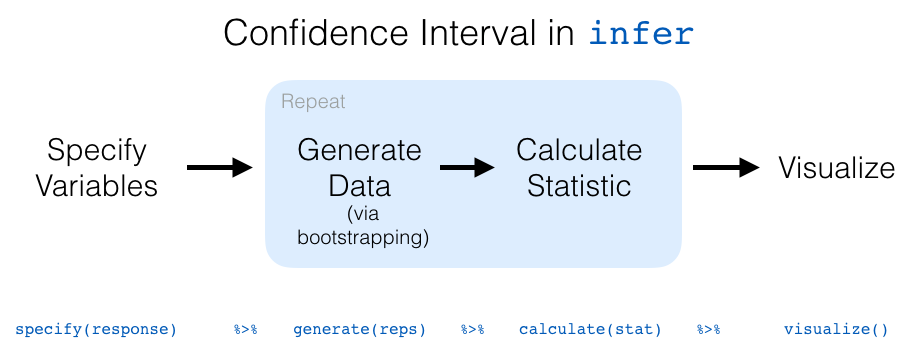 Confidence Interval in infer
Repeat
Specify
Variables
Generate
Data
(via
bootstrapping)
Calculate
Statistic
Visualize
specify(response) %>% generate(reps) %>% calculate(stat) %>% visualize()